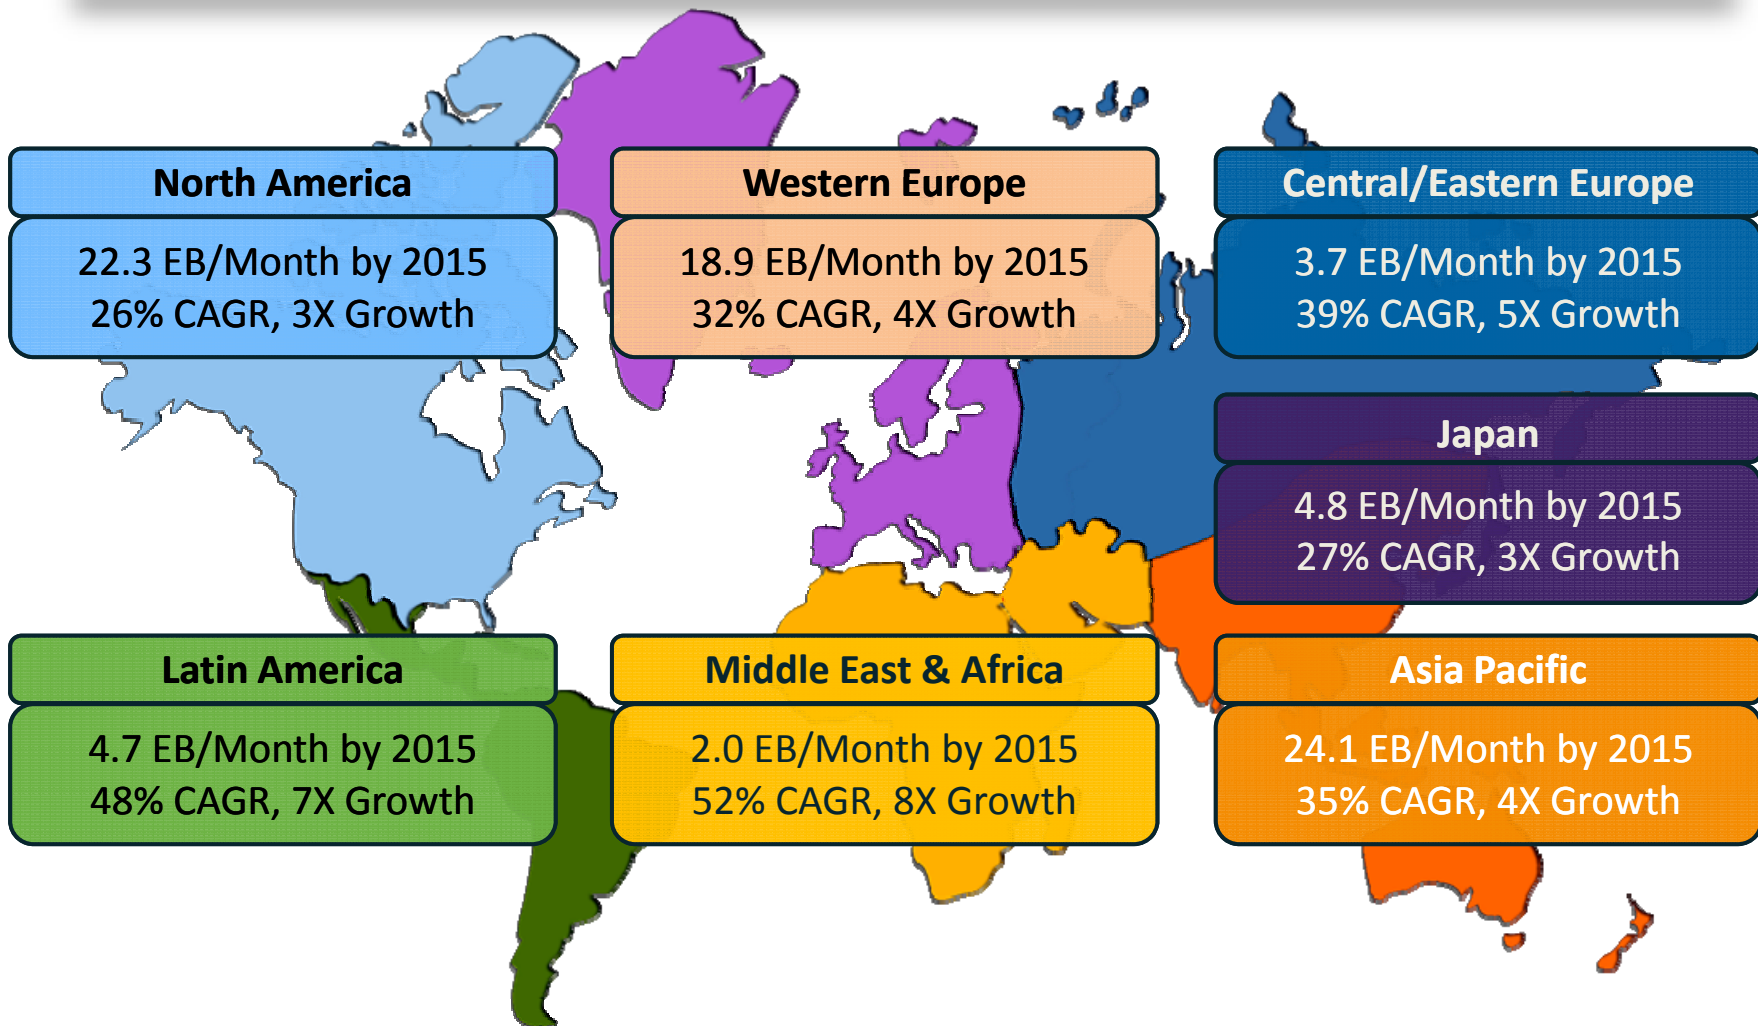 North America
22.3 EB/Month by 2015
26% CAGR, 3X Growth
Western Europe
18.9 EB/Month by 2015
32% CAGR, 4X Growth
Central/Eastern Europe
3.7 EB/Month by 2015
39% CAGR, 5X Growth
Japan
4.8 EB/Month by 2015
27% CAGR, 3X Growth
Latin America
4.7 EB/Month by 2015
48% CAGR, 7X Growth
Middle East & Africa
2.0 EB/Month by 2015
52% CAGR, 8X Growth
Asia Pacific
24.1 EB/Month by 2015
35% CAGR, 4X Growth